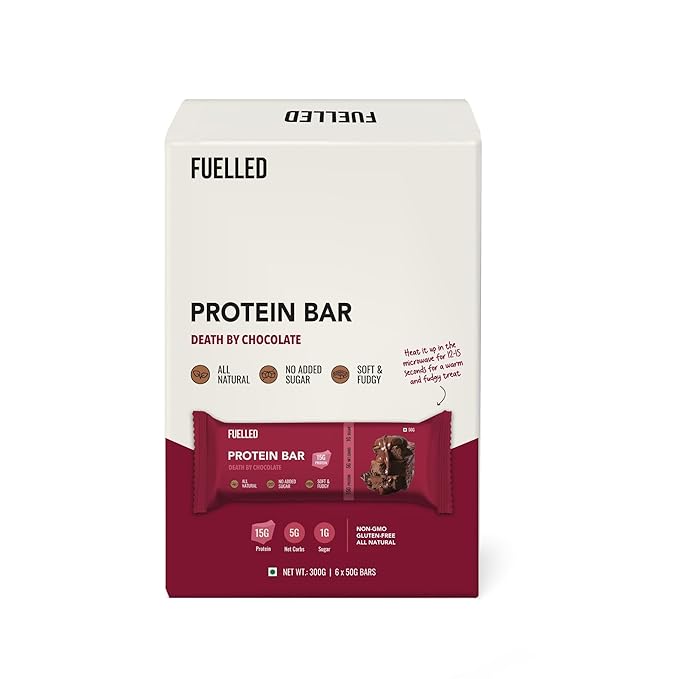 FUELLED
FUELLED
PROTEIN BAR
DEATH BY CHOCOLATE
ALL
NATURAL
NO ADDED
SUGAR
SOFT &
FUDGY
Heat it up in the
microwave for 12-15
seconds for a warm
and fudgy treat
FUELLED
50G
PROTEIN BAR
DEATH BY CHOCOLATE
15G
PROTEIN
ALL
NATURAL
NO ADDED
SUGAR
SOFT &
FUDGY
15G
Protein
5G
Net Carbs
1G
Sugar
NON-GMO
GLUTEN-FREE
ALL NATURAL
NET WT.: 300G | 6 x 50G BARS